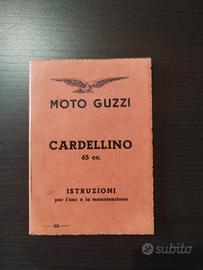 MOTO GUZZI
CARDELLINO
65 cc.
ISTRUZIONI
per l'uso e la manutenzione
subito